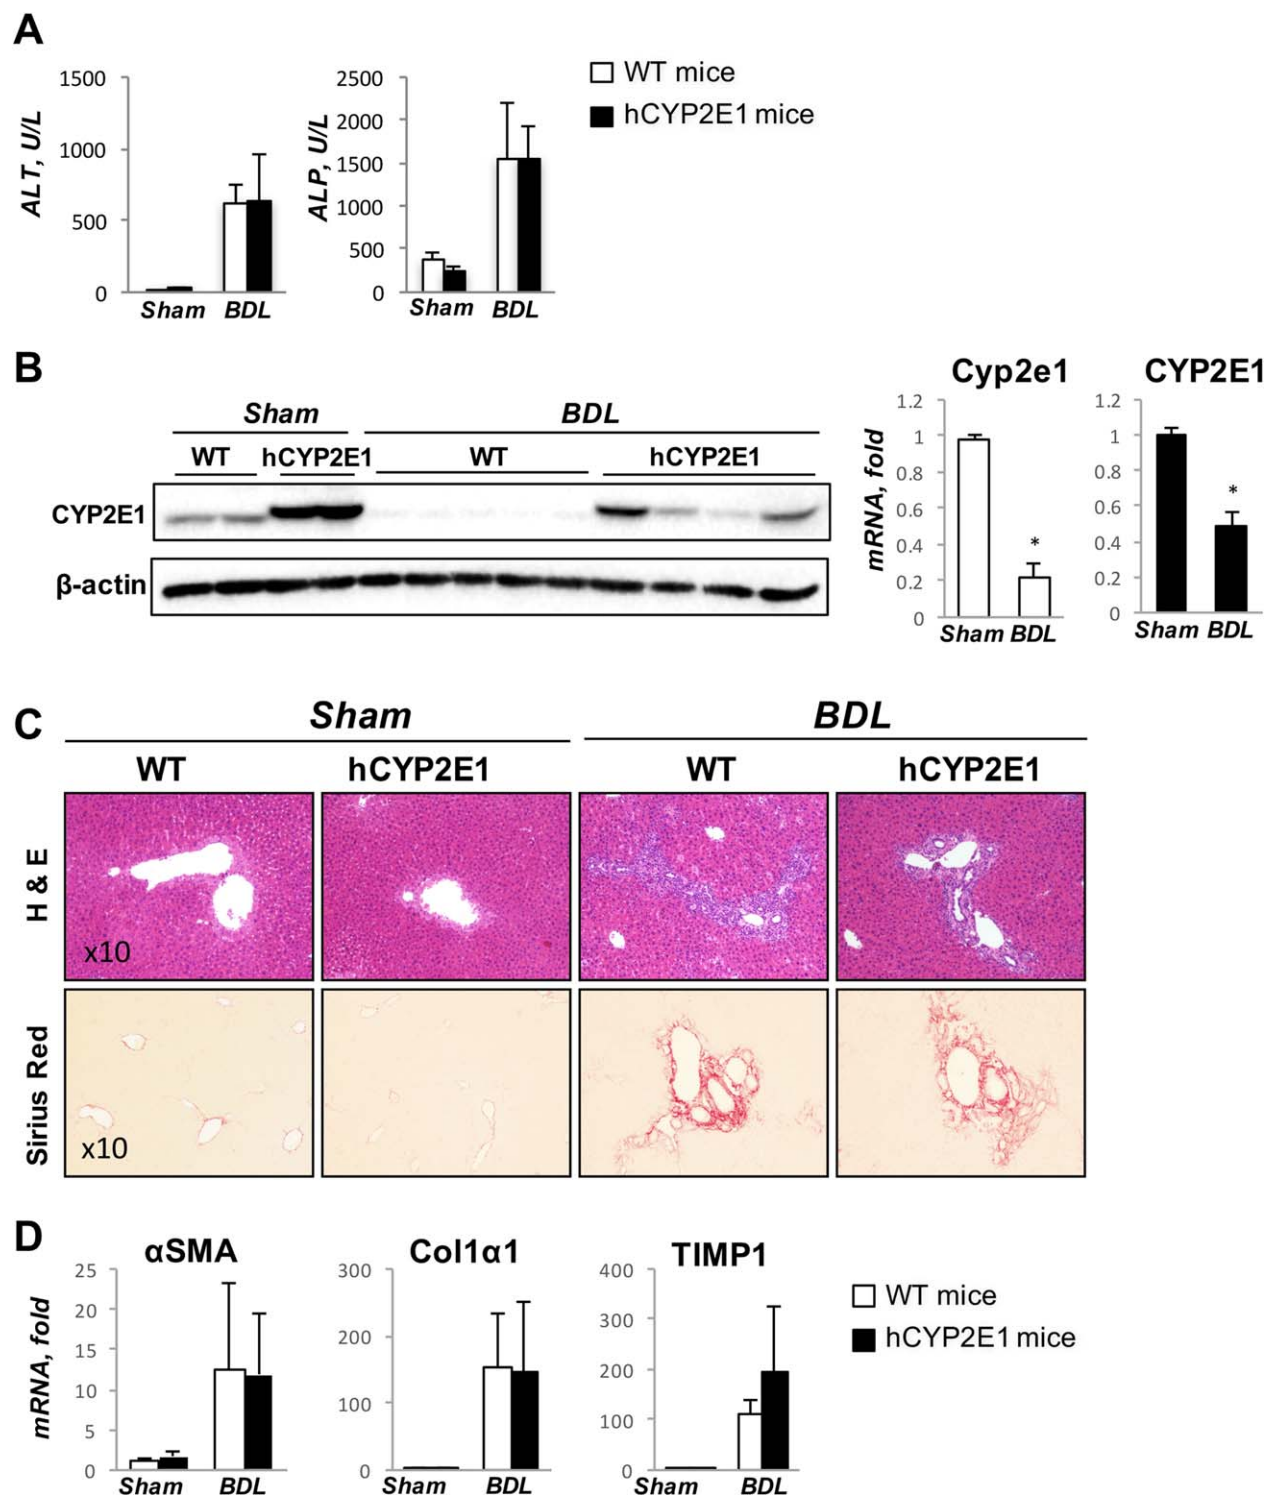 A
1500
1000
500
0
ALT, U/L
Sham BDL
2500
2000
1500
1000
500
0
ALP, U/L
Sham BDL
WT mice
hCYP2E1 mice
B
Sham BDL
WT hCYP2E1 WT hCYP2E1
CYP2E1
β-actin
Cyp2e1
mRNA, fold
1.2
1
0.8
0.6
0.4
0.2
0
*
Sham BDL
CYP2E1
1.2
1
0.8
0.6
0.4
0.2
0
*
Sham BDL
C
Sham BDL
WT hCYP2E1 WT hCYP2E1
H & E
x10
Sirius Red
x10
D
αSMA
mRNA, fold
25
20
15
10
5
0
Sham BDL
Col1α1
300
200
100
0
Sham BDL
TIMP1
400
300
200
100
0
Sham BDL
WT mice
hCYP2E1 mice